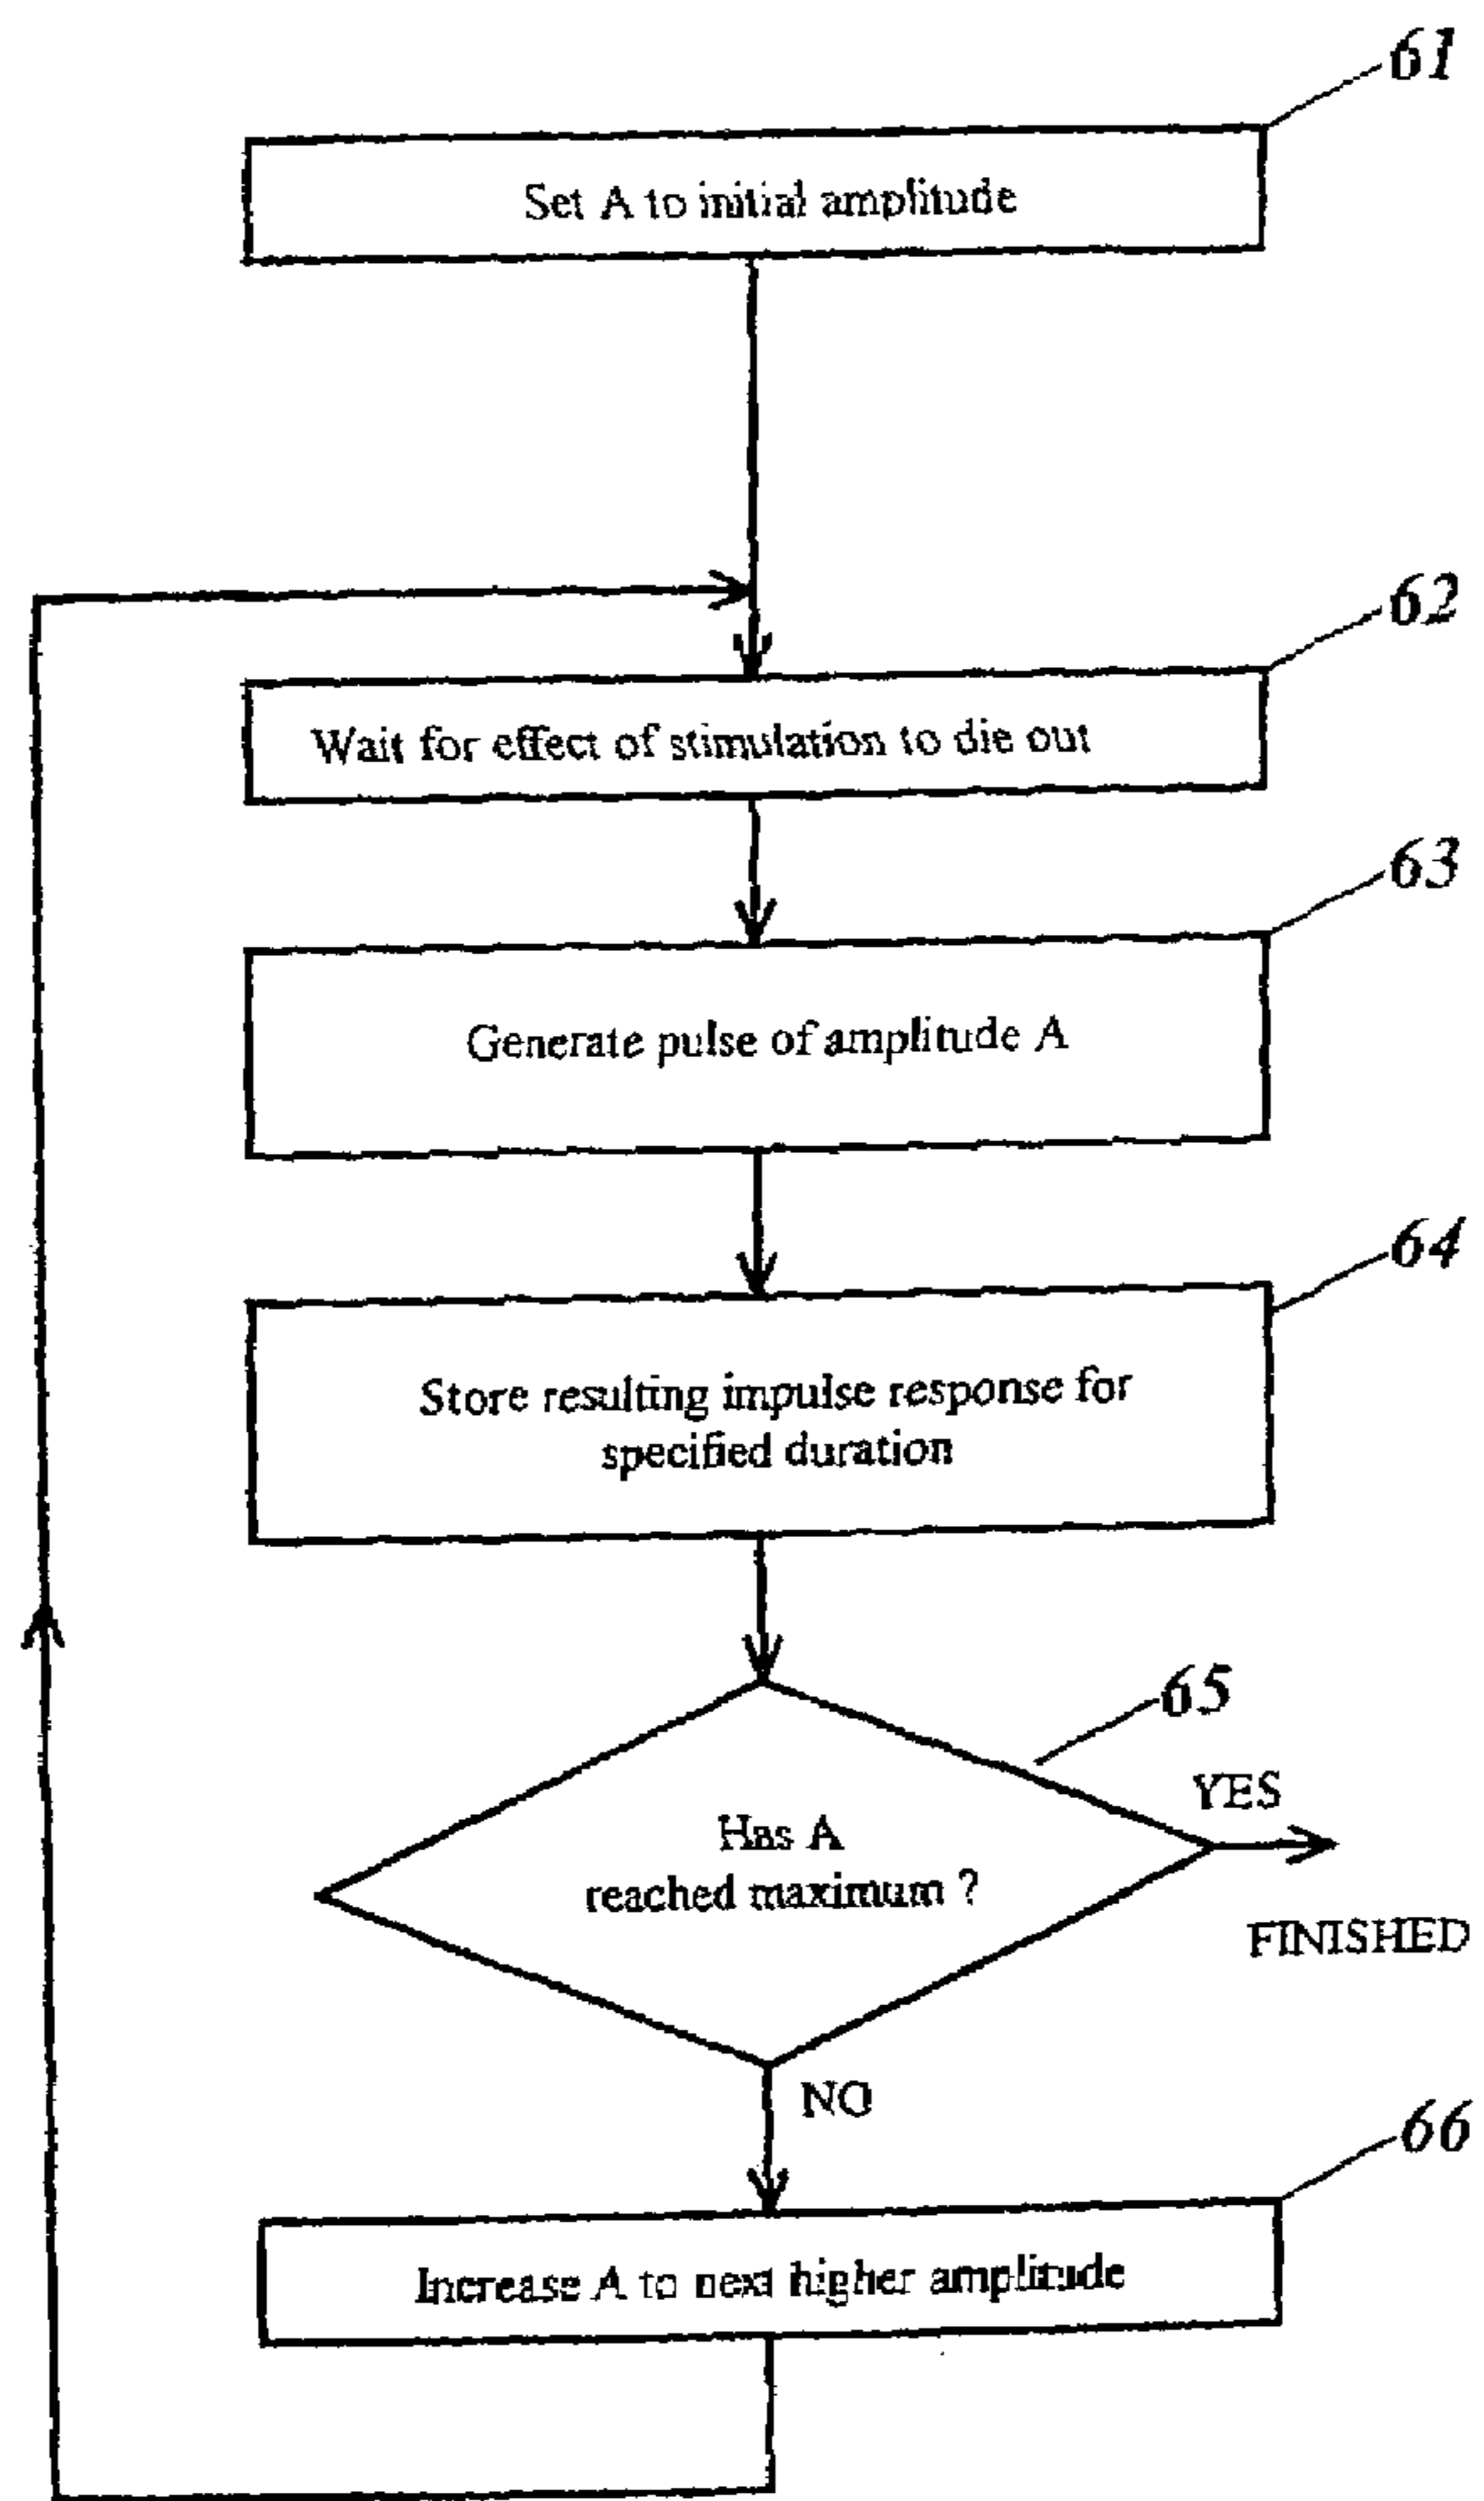 61
Set A to initial amplitude
62
Wait for effect of stimulation to die out
63
Generate pulse of amplitude A
64
Store resulting impulse response for
specified duration
65
YES
Has A
reached maximum ?
FINISHED
NO
66
Increase A to next higher amplitude